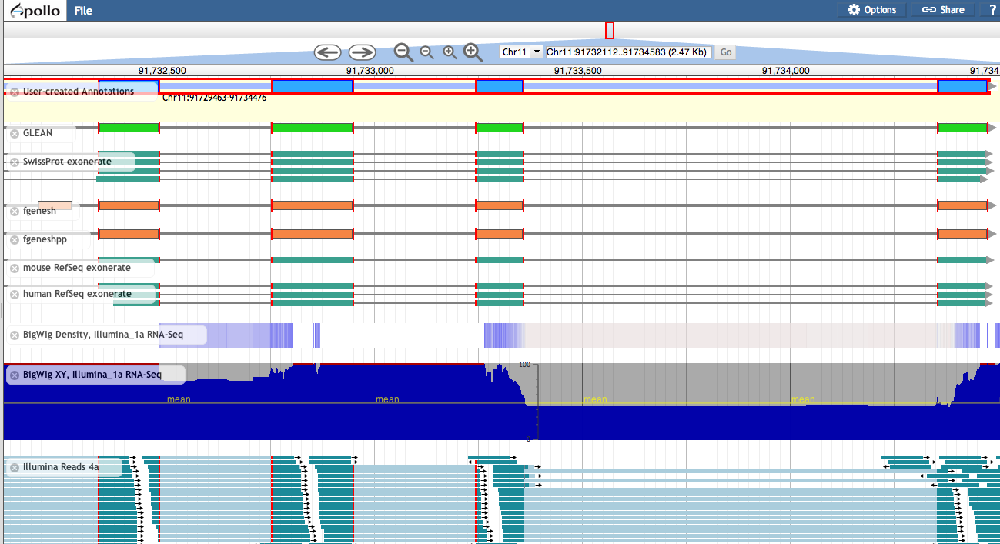 Apollo File Options Share ?
Chr11 Chr11:91732112..91734583 (2.47 Kb) Go
91,732,500 91,733,000 91,733,500 91,734,000 91,734
User-created Annotations
Chr11:91729463-91734476
GLEAN
SwissProt exonerate
fgenesh
fgeneshpp
mouse RefSeq exonerate
human RefSeq exonerate
BigWig Density, Illumina_1a RNA-Seq
100
BigWig XY, Illumina_1a RNA-Seq
mean mean mean mean
0
Illumina Reads 4a